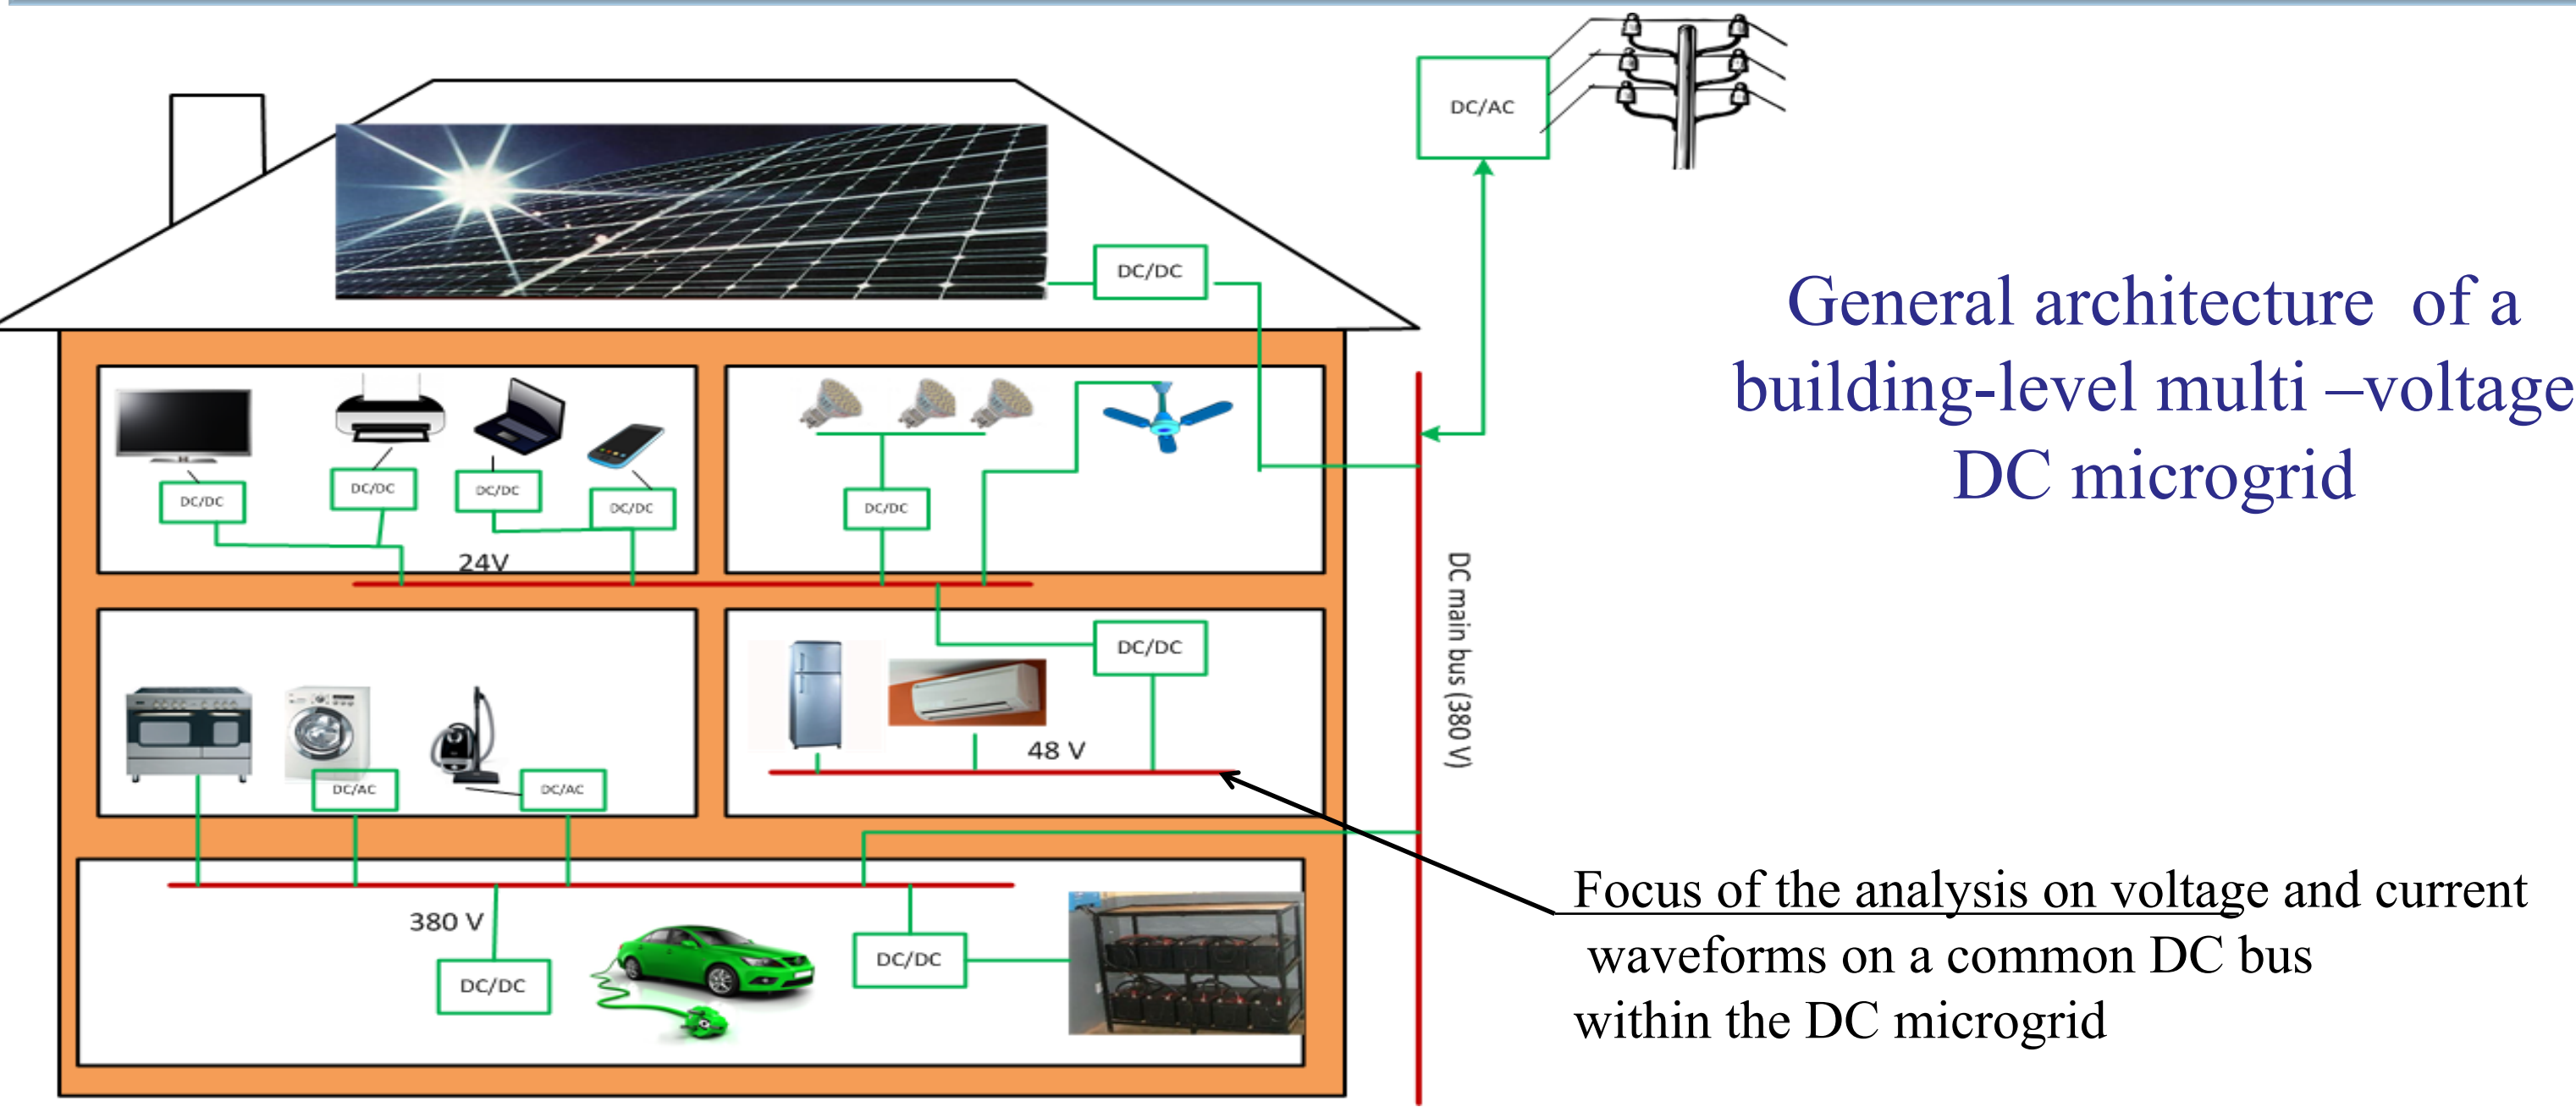 DC/AC
DC/DC
General architecture of a
building-level multi –voltage
DC microgrid
DC/DC
DC/DC
DC/DC
DC/DC
DC/DC
24V
DC main bus (380 V)
DC/DC
48 V
DC/AC
DC/AC
380 V
DC/DC
DC/DC
Focus of the analysis on voltage and current
waveforms on a common DC bus
within the DC microgrid